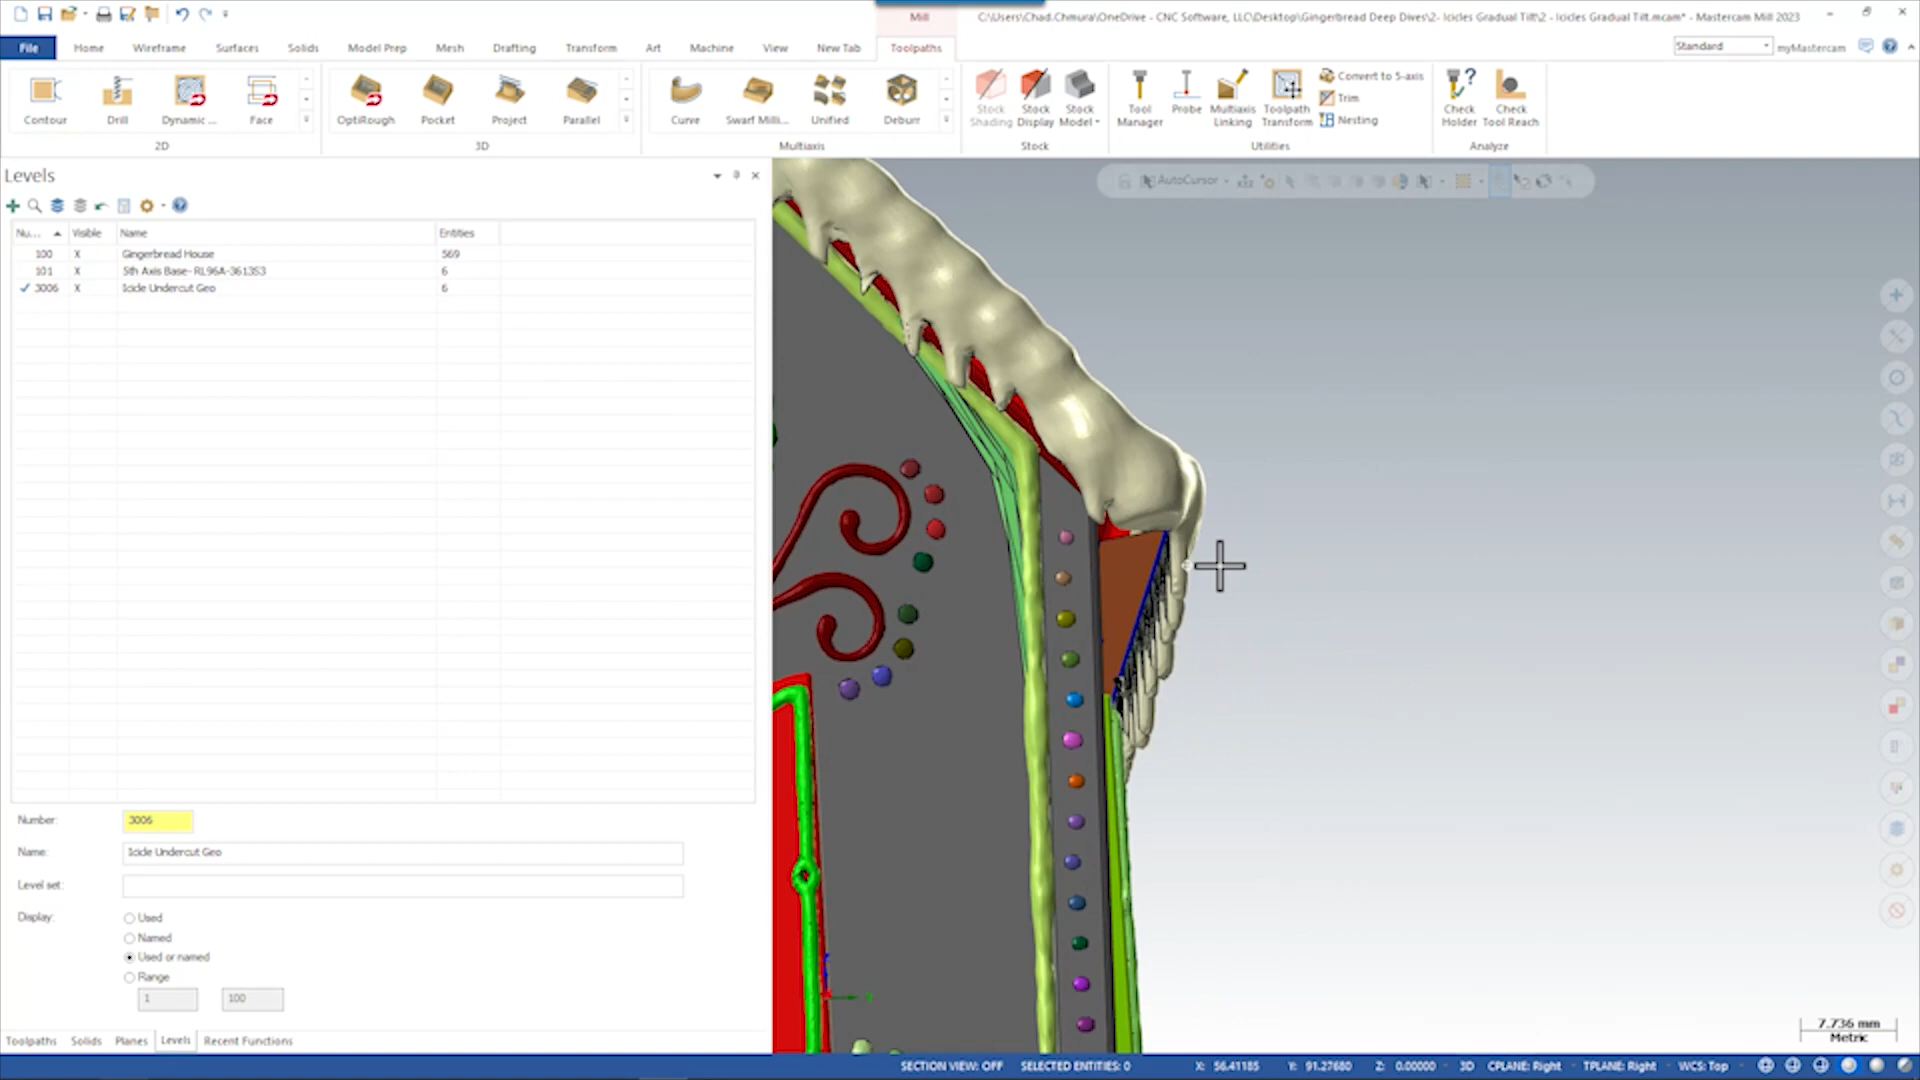 Mill
C:\Users\Chad.Chmura\OneDrive - CNC Software, LLC\Desktop\Gingerbread Deep Dives\2- Icicles Gradual Tilt\2 - Icicles Gradual Tilt.mcam* - Mastercam Mill 2023
File Home Wireframe Surfaces Solids Model Prep Mesh Drafting Transform Art Machine View New Tab Toolpaths
Standard myMastercam
Contour Drill Dynamic ... Face
OptiRough Pocket Project Parallel
Curve Swarf Milli... Unified Deburr
Stock Shading Stock Display Stock Model
Tool Manager Probe Multiaxis Linking Toolpath Transform
Convert to 5-axis
Trim
Nesting
Check Holder Check Tool Reach
2D 3D Multiaxis Stock Utilities Analyze
Levels
AutoCursor
Nu... Visible Name Entities
100 X Gingerbread House 569
101 X 5th Axis Base- RL96A-361353 6
3006 X Icicle Undercut Geo 6
Number: 3006
Name: Icicle Undercut Geo
Level set:
Display: Used
Named
Used or named
Range
1 100
7.736 mm
Metric
Toolpaths Solids Planes Levels Recent Functions
SECTION VIEW: OFF SELECTED ENTITIES: 0 X: 56.41185 Y: 91.27680 Z: 0.00000 3D CPLANE: Right TPLANE: Right WCS: Top